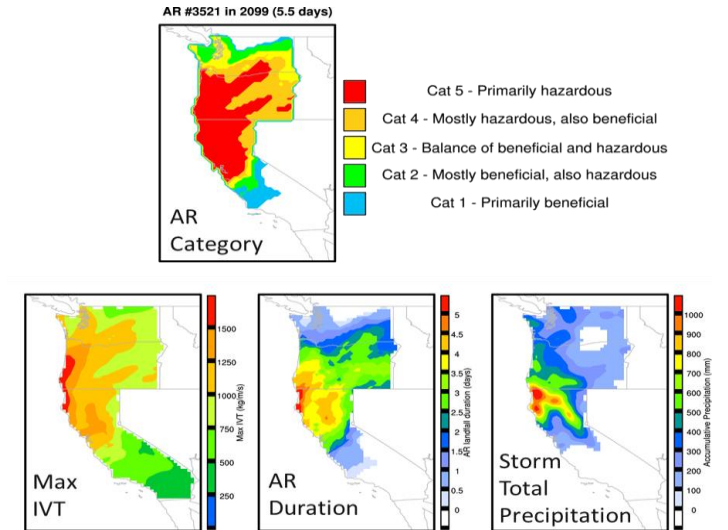 AR #3521 in 2099 (5.5 days)
AR
Category
Cat 5 - Primarily hazardous
Cat 4 - Mostly hazardous, also beneficial
Cat 3 - Balance of beneficial and hazardous
Cat 2 - Mostly beneficial, also hazardous
Cat 1 - Primarily beneficial
Max
IVT
1500
1250
1000
750
500
250
Max IVT (kg/m/s)
AR
Duration
5
4.5
4
3.5
3
2.5
2
1.5
1
0.5
0
AR landfall duration (days)
Storm
Total
Precipitation
1000
900
800
700
600
500
400
300
200
100
0
Accumulative Precipitation (mm)